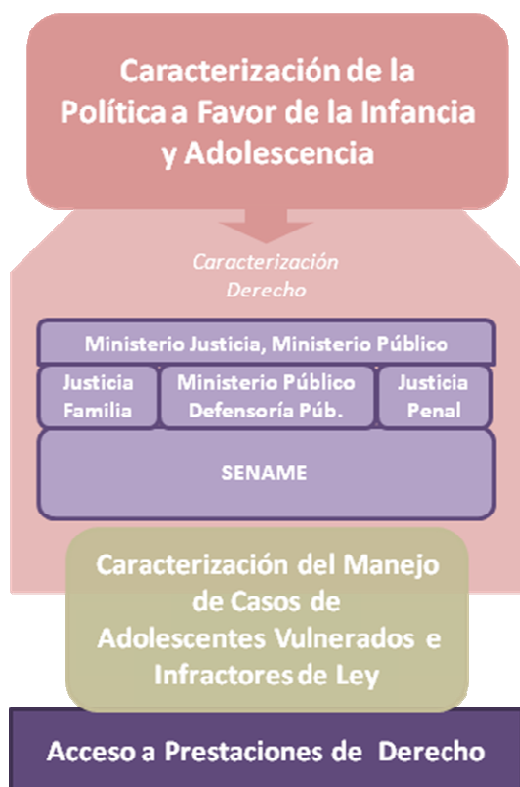 Caracterización de la
Política a Favor de la Infancia
y Adolescencia
Caracterización
Derecho
Ministerio Justicia, Ministerio Público
Justicia
Familia
Ministerio Público
Defensoría Púb.
Justicia
Penal
SENAME
Caracterización del Manejo
de Casos de
Adolescentes Vulnerados e
Infractores de Ley
Acceso a Prestaciones de Derecho